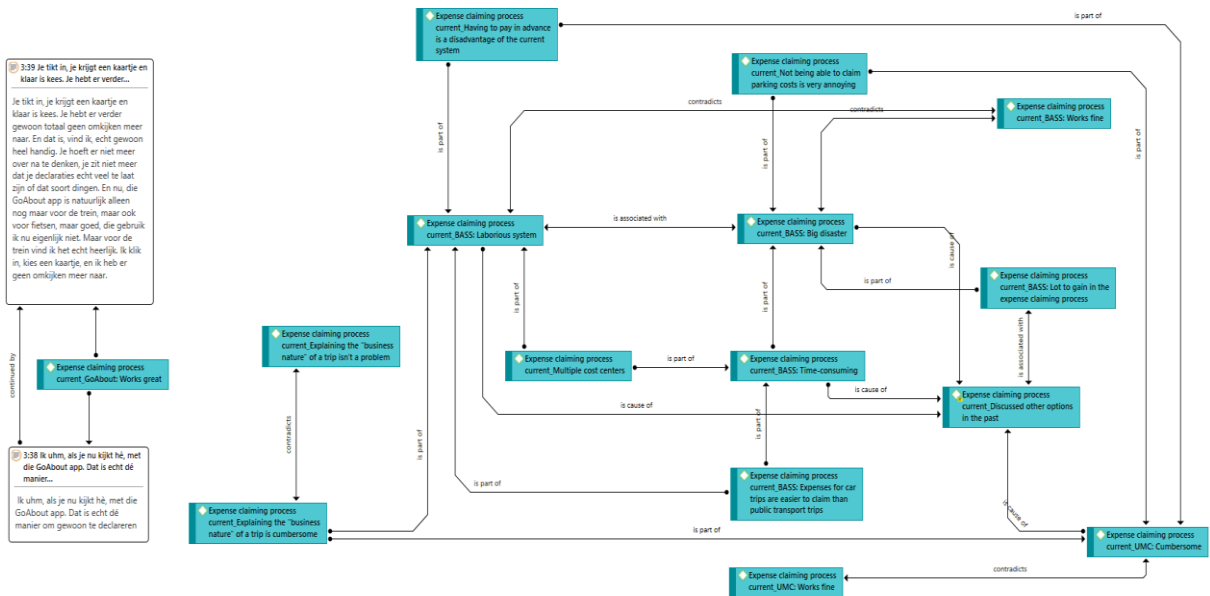 Expense claiming process
current_Having to pay in advance
is a disadvantage of the current
system
is part of
Expense claiming process
current_Not being able to claim
parking costs is very annoying
3:39 Je tikt in, je krijgt een kaartje en
klaar is kees. Je hebt er verder...
Je tikt in, je krijgt een kaartje en
klaar is kees. Je hebt er verder
gewoon totaal geen omkijken meer
naar. En dat is, vind ik, echt gewoon
heel handig. Je hoeft er niet meer
over na te denken, je zit niet meer
dat je declaraties echt veel te laat
zijn of dat soort dingen. En nu, die
GoAbout app is natuurlijk alleen
nog maar voor de trein, maar ook
voor fietsen, maar goed, die gebruik
ik nu eigenlijk niet. Maar voor de
trein vind ik het echt heerlijk. Ik klik
in, kies een kaartje, en ik heb er
geen omkijken meer naar.
contradicts
contradicts
Expense claiming process
current_BASS: Works fine
is part of
is part of
is part of
Expense claiming process
current_BASS: Laborious system
is associated with
Expense claiming process
current_BASS: Big disaster
is cause of
Expense claiming process
current_BASS: Lot to gain in the
expense claiming process
is part of
is part of
is part of
is associated with
Expense claiming process
current_Explaining the "business
nature" of a trip isn't a problem
Expense claiming process
current_Multiple cost centers
is part of
Expense claiming process
current_BASS: Time-consuming
continued by
Expense claiming process
current_GoAbout: Works great
is cause of
is cause of
Expense claiming process
current_Discussed other options
in the past
contradicts
is part of
is part of
3:38 Ik uhm, als je nu kijkt hè, met
die GoAbout app. Dat is echt dé
manier...
Ik uhm, als je nu kijkt hè, met die
GoAbout app. Dat is echt dé
manier om gewoon te declareren
is part of
Expense claiming process
current_BASS: Expenses for car
trips are easier to claim than
public transport trips
Expense claiming process
current_Explaining the "business
nature" of a trip is cumbersome
is part of
is cause of
Expense claiming process
current_UMC: Cumbersome
contradicts
Expense claiming process
current_UMC: Works fine